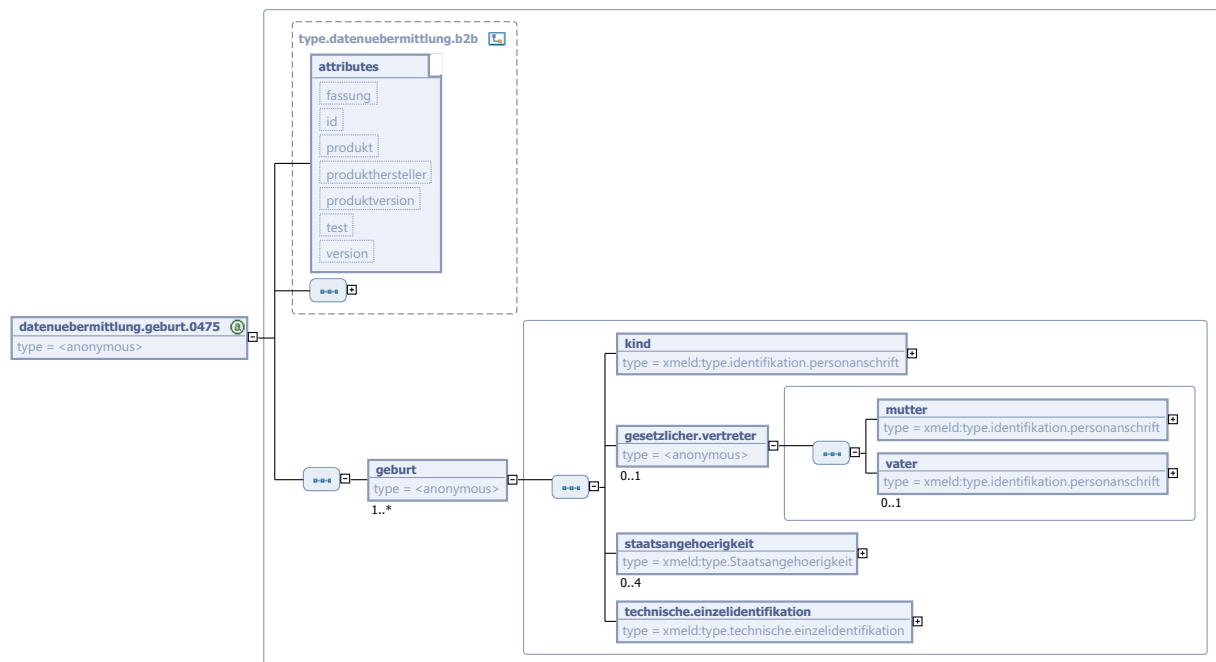 type.datenuebermittlung.b2b
attributes
fassung
id
produkt
produkthersteller
produktversion
test
version
datenuebermittlung.geburt.0475 a
type = <anonymous>
geburt
type = <anonymous>
1..*
kind
type = xmeld:type.identifikation.personanschrift
gesetzlicher.vertreter
type = <anonymous>
0..1
mutter
type = xmeld:type.identifikation.personanschrift
vater
type = xmeld:type.identifikation.personanschrift
0..1
staatsangehoerigkeit
type = xmeld:type.Staatsangehoerigkeit
0..4
technische.einzelidentifikation
type = xmeld:type.technische.einzelidentifikation